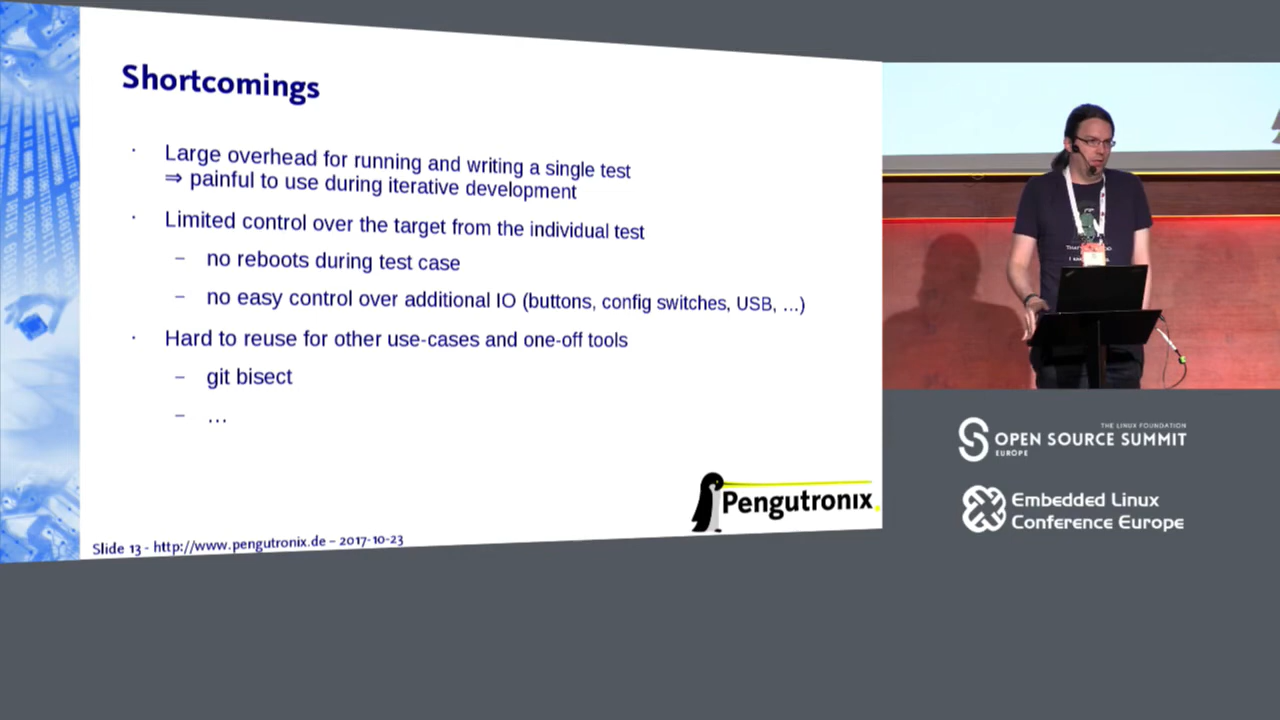 Shortcomings
· Large overhead for running and writing a single test
⇒ painful to use during iterative development
· Limited control over the target from the individual test
– no reboots during test case
– no easy control over additional IO (buttons, config switches, USB, …)
· Hard to reuse for other use-cases and one-off tools
– git bisect
– …
Pengutronix
Slide 13 - http://www.pengutronix.de – 2017-10-23
THE LINUX FOUNDATION
OPEN SOURCE SUMMIT
EUROPE
Embedded Linux
Conference Europe